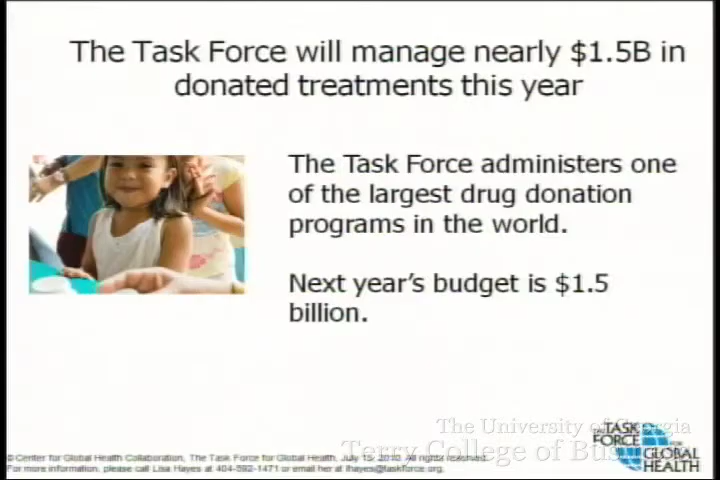 The Task Force will manage nearly $1.5B in
donated treatments this year
The Task Force administers one
of the largest drug donation
programs in the world.
Next year's budget is $1.5
billion.
The University of Georgia
Terry College of Business
THE TASK
FORCE FOR
GLOBAL
HEALTH
© Center for Global Health Collaboration, The Task Force for Global Health, July 15, 2010. All rights reserved.
For more information, please call Lisa Hayes at 404-592-1471 or email her at lhayes@taskforce.org.